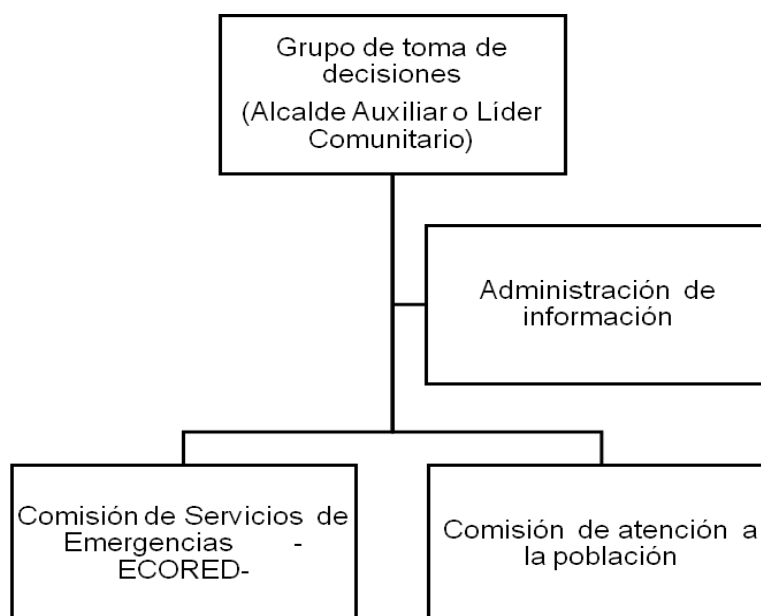 Grupo de toma de
decisiones
(Alcalde Auxiliar o Líder
Comunitario)
Administración de
información
Comisión de Servicios de
Emergencias -
ECORED-
Comisión de atención a
la población